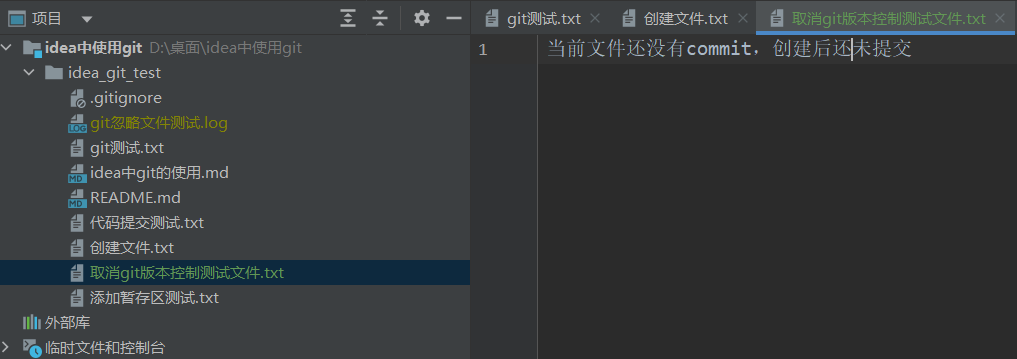 项目
idea中使用git D:\桌面\idea中使用git
idea_git_test
.gitignore
LOG git忽略文件测试.log
git测试.txt
MD idea中git的使用.md
MD README.md
代码提交测试.txt
创建文件.txt
取消git版本控制测试文件.txt
添加暂存区测试.txt
外部库
临时文件和控制台
git测试.txt 创建文件.txt 取消git版本控制测试文件.txt
1 当前文件还没有commit，创建后还未提交